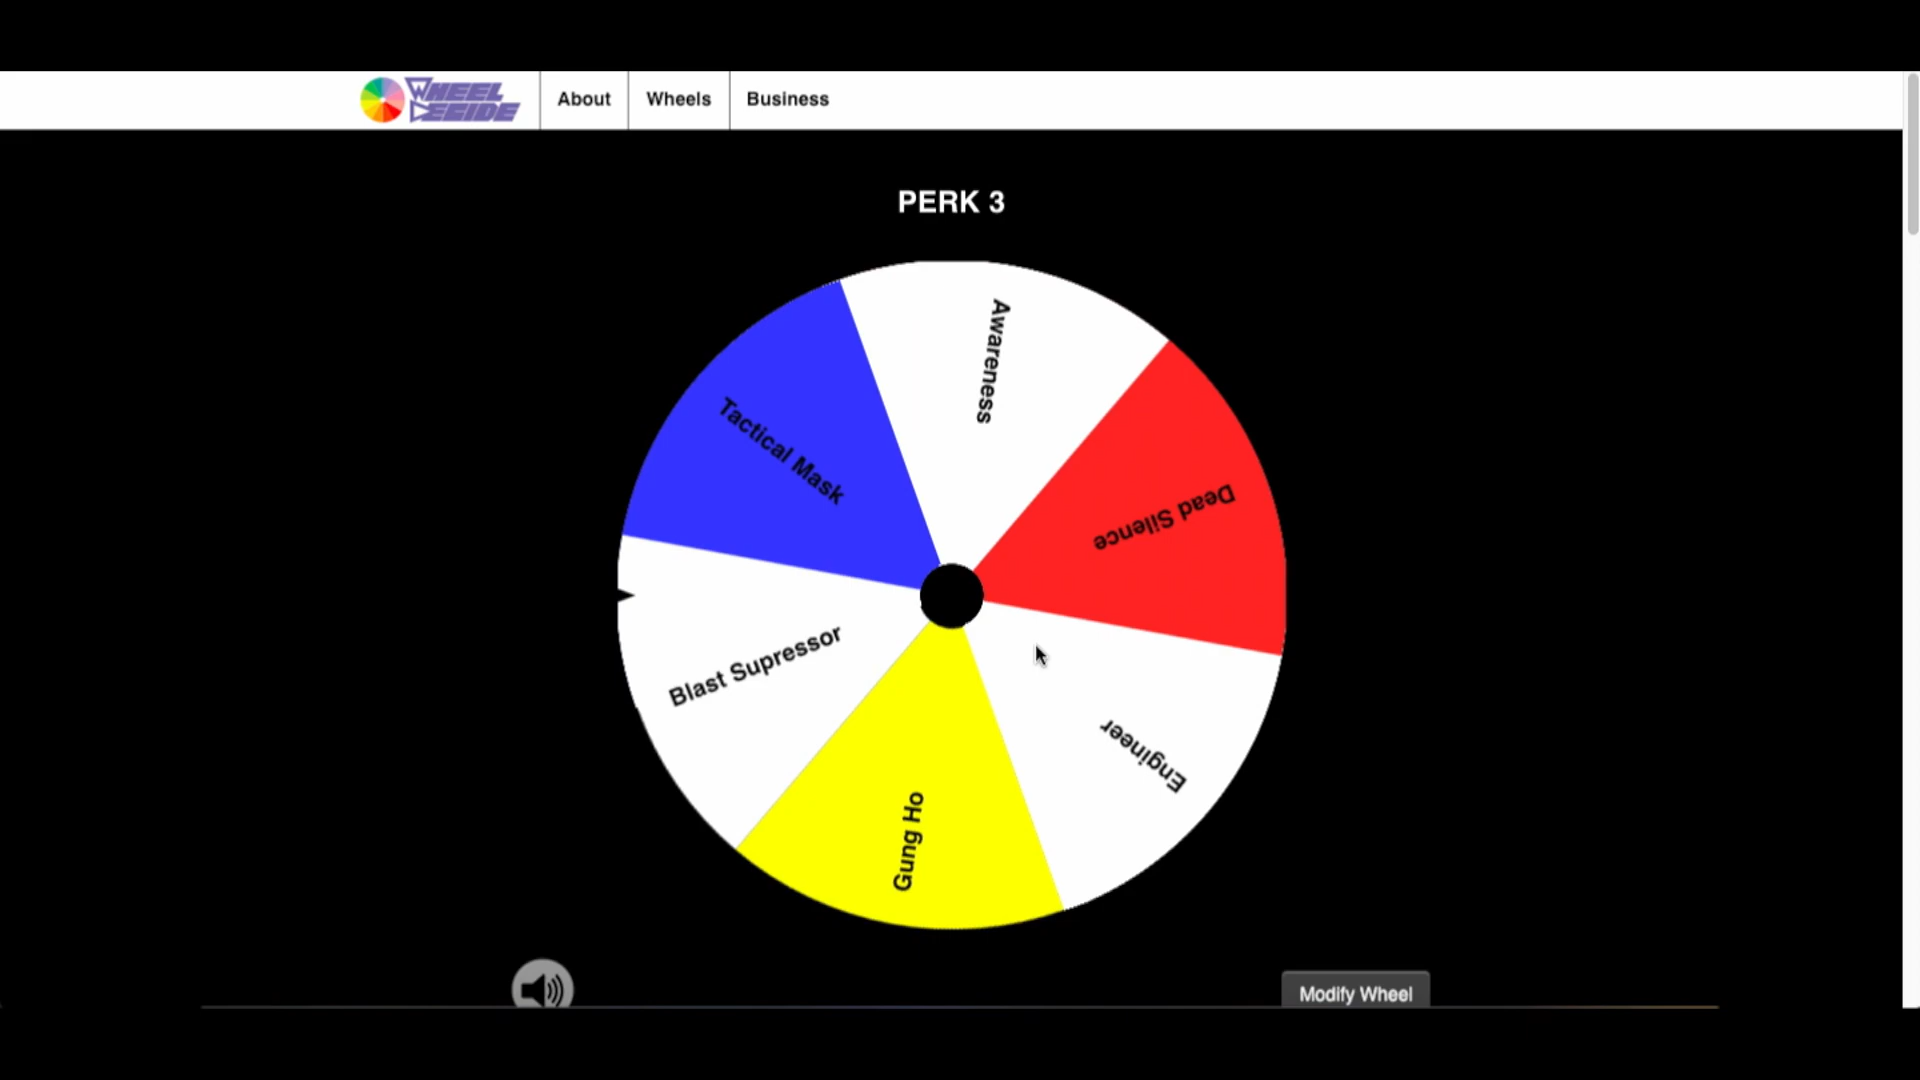 WHEEL
DECIDE
About
Wheels
Business
PERK 3
Awareness
Tactical Mask
Dead Silence
Blast Supressor
Engineer
Gung Ho
Modify Wheel